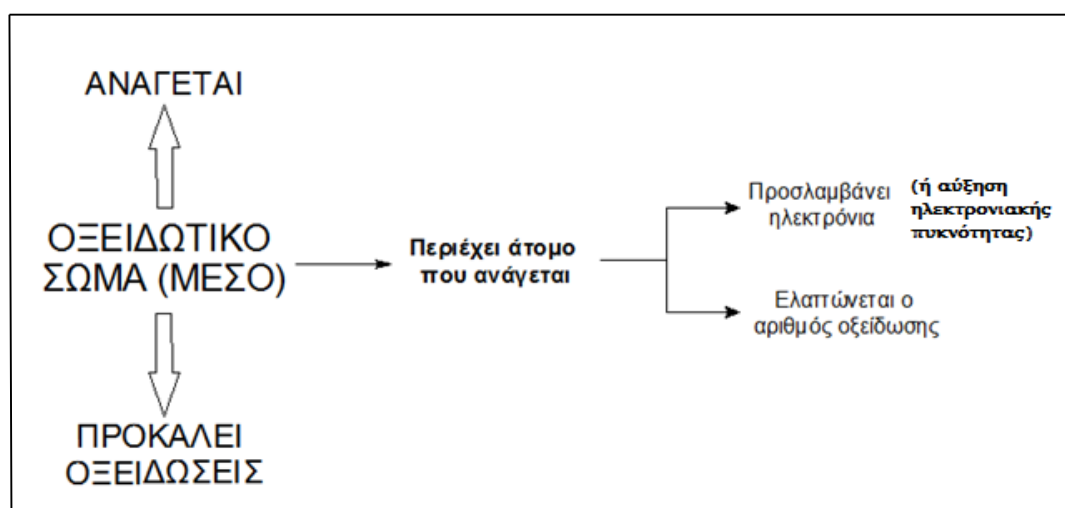 ΑΝΑΓΕΤΑΙ
ΟΞΕΙΔΩΤΙΚΟ
ΣΩΜΑ (ΜΕΣΟ)
ΠΡΟΚΑΛΕΙ
ΟΞΕΙΔΩΣΕΙΣ
Περιέχει άτομο
που ανάγεται
Προσλαμβάνει
ηλεκτρόνια
(ή αύξηση
ηλεκτρονιακής
πυκνότητας)
Ελαττώνεται ο
αριθμός οξείδωσης